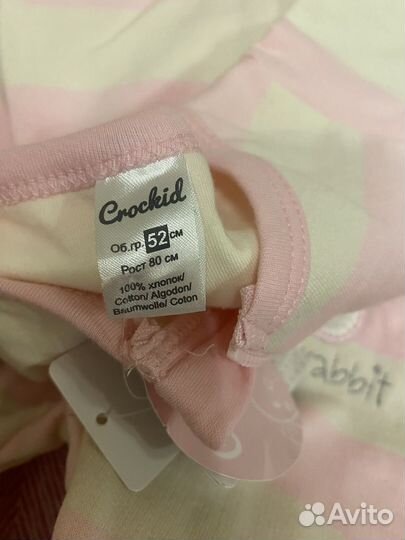 Crockid
Об.гр. 52 см
Рост 80 см
100% хлопок/
Cotton/ Algodon/
Baumwolle/ Coton
rabbit
Avito